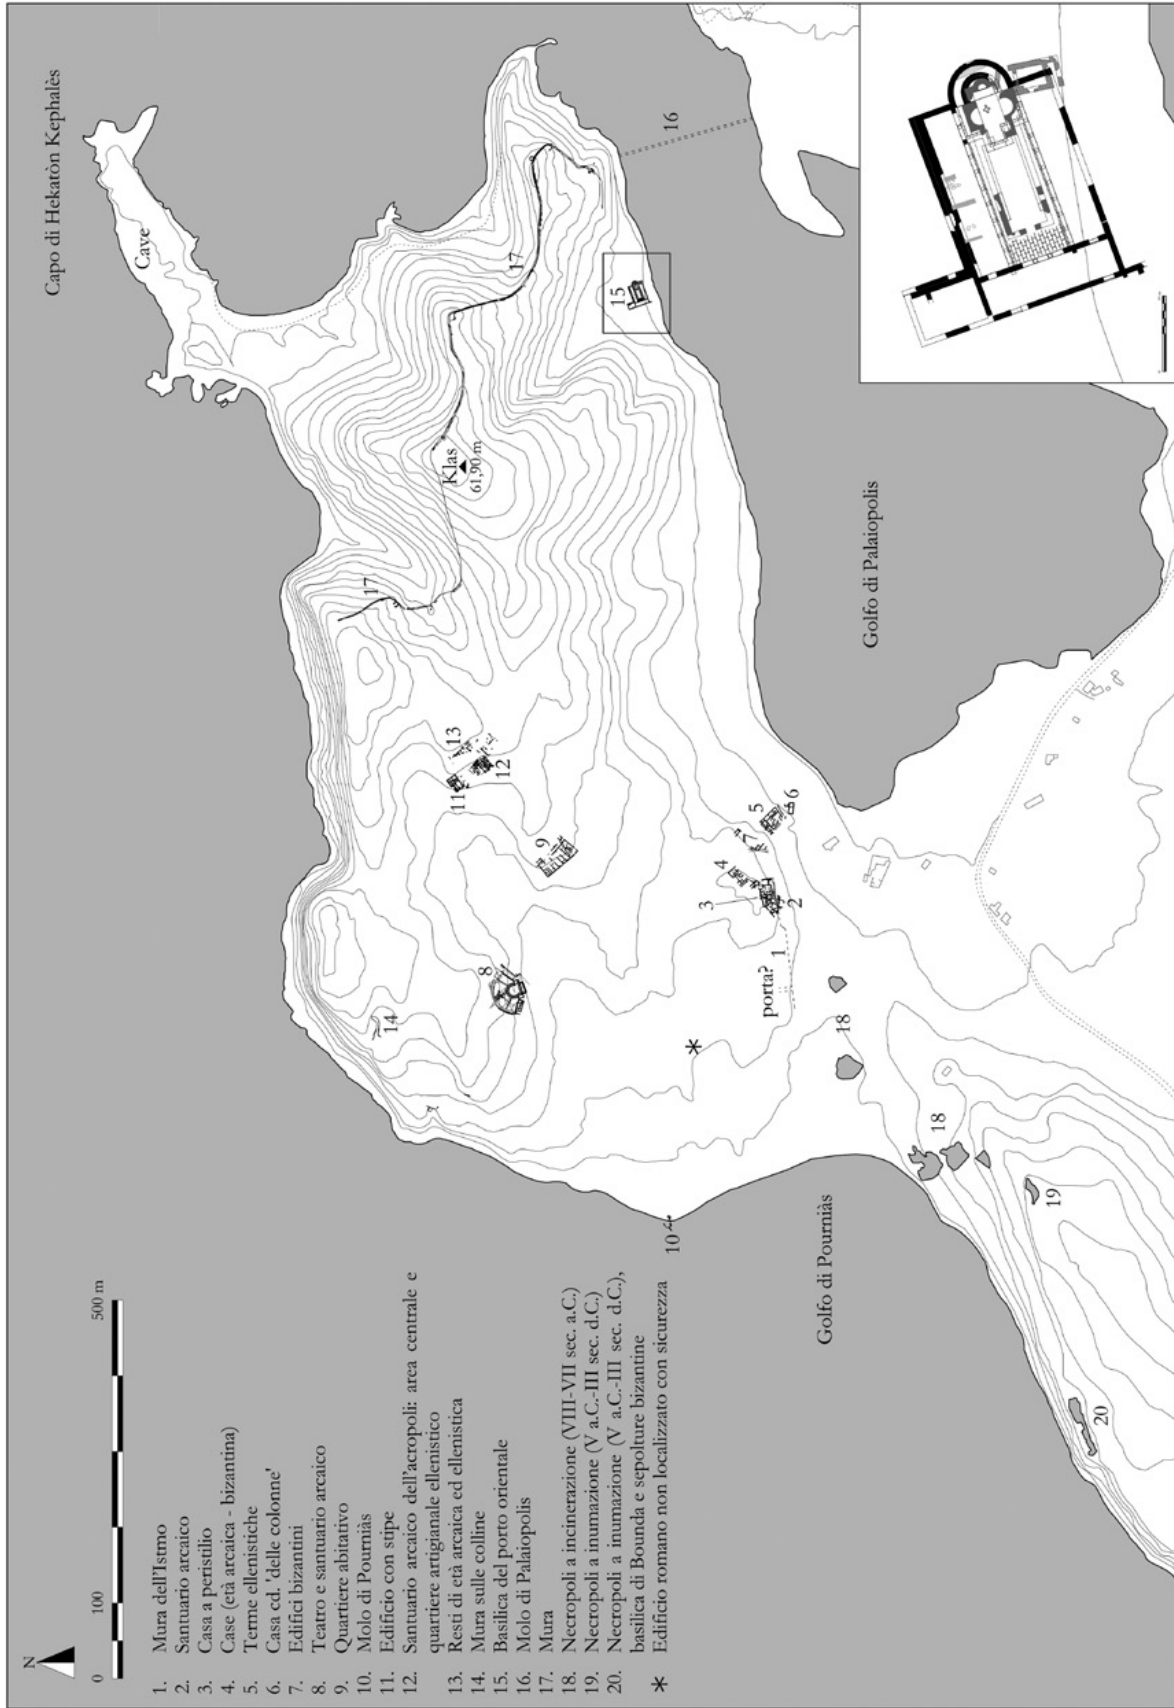 N
0
100
500 m
1. Mura dell'Istmo
2. Santuario arcaico
3. Casa a peristilio
4. Case (età arcaica - bizantina)
5. Terme ellenistiche
6. Casa cd. 'delle colonne'
7. Edifici bizantini
8. Teatro e santuario arcaico
9. Quartiere abitativo
10. Molo di Pourniàs
11. Edificio con stipe
12. Santuario arcaico dell'acropoli: area centrale e
quartiere artigianale ellenistico
13. Resti di età arcaica ed ellenistica
14. Mura sulle colline
15. Basilica del porto orientale
16. Molo di Palaiopolis
17. Mura
18. Necropoli a incinerazione (VIII-VII sec. a.C.)
19. Necropoli a inumazione (V a.C.-III sec. d.C.)
20. Necropoli a inumazione (V a.C.-III sec. d.C.),
basilica di Bounda e sepolture bizantine
* Edificio romano non localizzato con sicurezza
Capo di Hekatòn Kephalès
Cave
17
Klas
61,90 m
17
16
15
14
8
13
11
12
9
*
10
porta?
1
3
4
2
7
5
6
Golfo di Palaiopolis
Golfo di Pourniàs
18
18
19
20